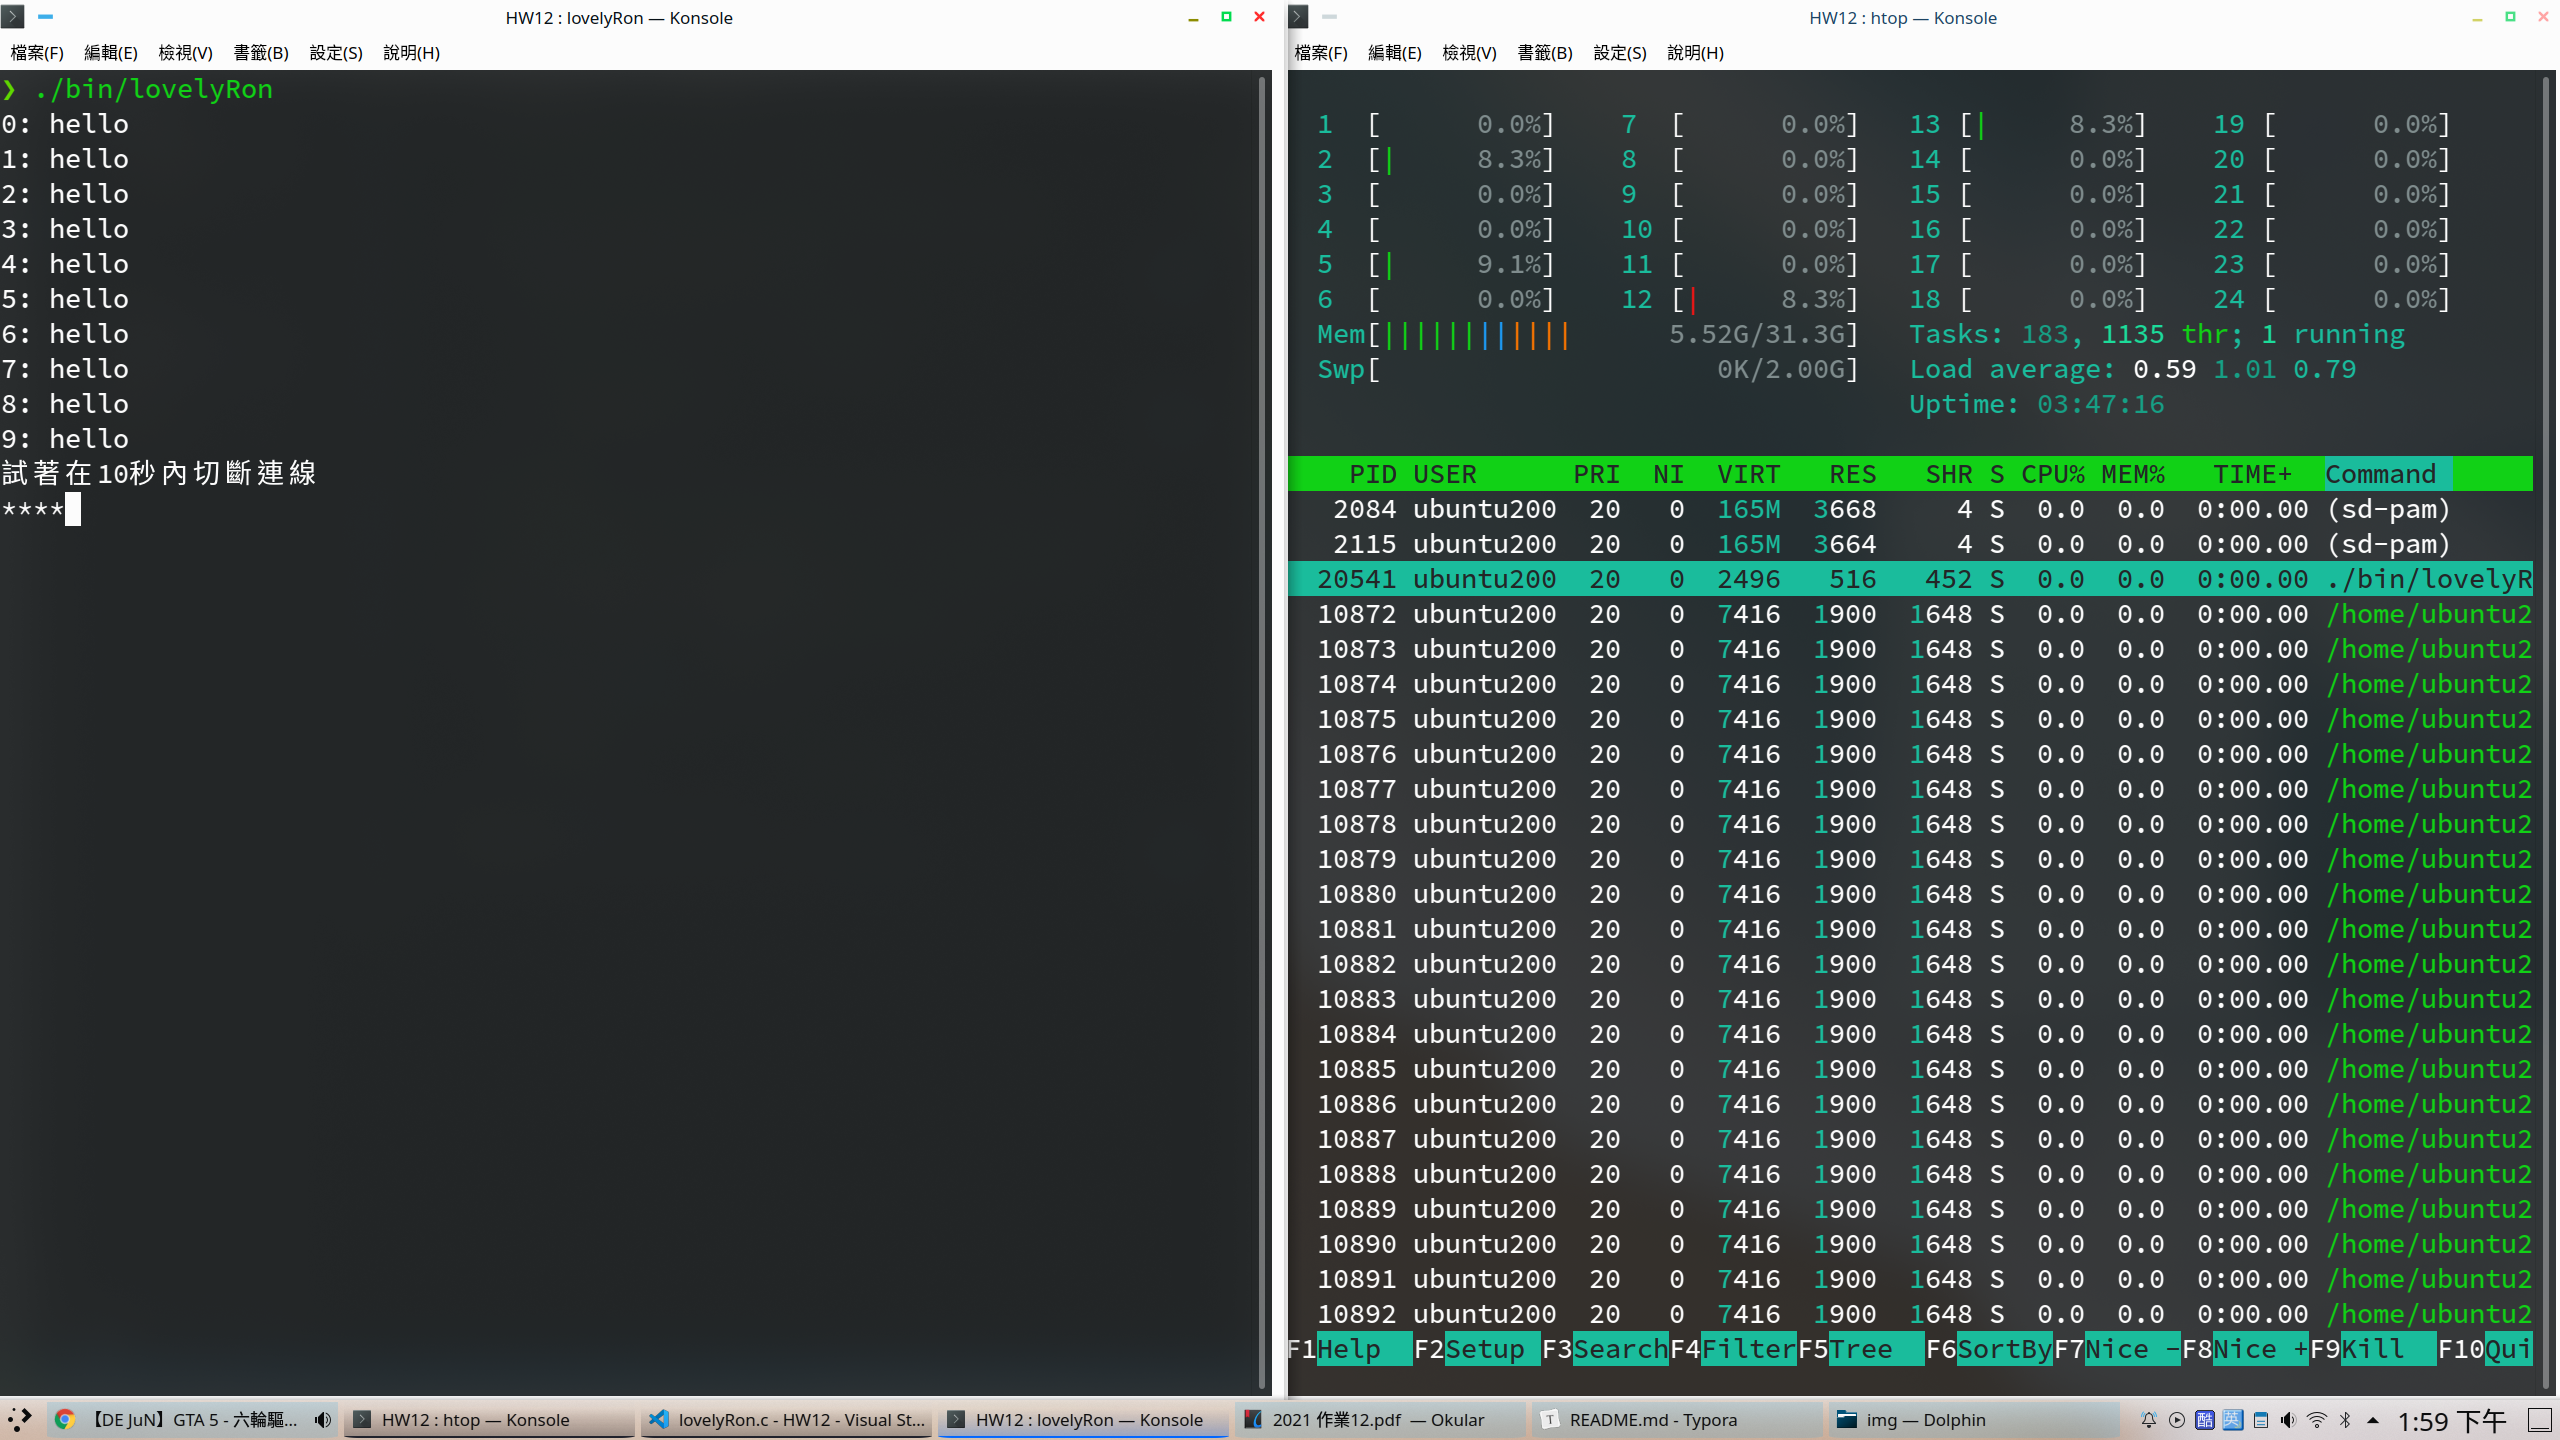 HW12 : lovelyRon — Konsole
檔案(F) 編輯(E) 檢視(V) 書籤(B) 設定(S) 說明(H)
❯ ./bin/lovelyRon
0: hello
1: hello
2: hello
3: hello
4: hello
5: hello
6: hello
7: hello
8: hello
9: hello
試著在10秒內切斷連線
****
HW12 : htop — Konsole
檔案(F) 編輯(E) 檢視(V) 書籤(B) 設定(S) 說明(H)
1 [ 0.0%] 7 [ 0.0%] 13 [| 8.3%] 19 [ 0.0%]
2 [| 8.3%] 8 [ 0.0%] 14 [ 0.0%] 20 [ 0.0%]
3 [ 0.0%] 9 [ 0.0%] 15 [ 0.0%] 21 [ 0.0%]
4 [ 0.0%] 10 [ 0.0%] 16 [ 0.0%] 22 [ 0.0%]
5 [| 9.1%] 11 [ 0.0%] 17 [ 0.0%] 23 [ 0.0%]
6 [ 0.0%] 12 [| 8.3%] 18 [ 0.0%] 24 [ 0.0%]
Mem[|||||||||||| 5.52G/31.3G] Tasks: 183, 1135 thr; 1 running
Swp[ 0K/2.00G] Load average: 0.59 1.01 0.79
Uptime: 03:47:16
PID USER PRI NI VIRT RES SHR S CPU% MEM% TIME+ Command
2084 ubuntu200 20 0 165M 3668 4 S 0.0 0.0 0:00.00 (sd-pam)
2115 ubuntu200 20 0 165M 3664 4 S 0.0 0.0 0:00.00 (sd-pam)
20541 ubuntu200 20 0 2496 516 452 S 0.0 0.0 0:00.00 ./bin/lovelyR
10872 ubuntu200 20 0 7416 1900 1648 S 0.0 0.0 0:00.00 /home/ubuntu2
10873 ubuntu200 20 0 7416 1900 1648 S 0.0 0.0 0:00.00 /home/ubuntu2
10874 ubuntu200 20 0 7416 1900 1648 S 0.0 0.0 0:00.00 /home/ubuntu2
10875 ubuntu200 20 0 7416 1900 1648 S 0.0 0.0 0:00.00 /home/ubuntu2
10876 ubuntu200 20 0 7416 1900 1648 S 0.0 0.0 0:00.00 /home/ubuntu2
10877 ubuntu200 20 0 7416 1900 1648 S 0.0 0.0 0:00.00 /home/ubuntu2
10878 ubuntu200 20 0 7416 1900 1648 S 0.0 0.0 0:00.00 /home/ubuntu2
10879 ubuntu200 20 0 7416 1900 1648 S 0.0 0.0 0:00.00 /home/ubuntu2
10880 ubuntu200 20 0 7416 1900 1648 S 0.0 0.0 0:00.00 /home/ubuntu2
10881 ubuntu200 20 0 7416 1900 1648 S 0.0 0.0 0:00.00 /home/ubuntu2
10882 ubuntu200 20 0 7416 1900 1648 S 0.0 0.0 0:00.00 /home/ubuntu2
10883 ubuntu200 20 0 7416 1900 1648 S 0.0 0.0 0:00.00 /home/ubuntu2
10884 ubuntu200 20 0 7416 1900 1648 S 0.0 0.0 0:00.00 /home/ubuntu2
10885 ubuntu200 20 0 7416 1900 1648 S 0.0 0.0 0:00.00 /home/ubuntu2
10886 ubuntu200 20 0 7416 1900 1648 S 0.0 0.0 0:00.00 /home/ubuntu2
10887 ubuntu200 20 0 7416 1900 1648 S 0.0 0.0 0:00.00 /home/ubuntu2
10888 ubuntu200 20 0 7416 1900 1648 S 0.0 0.0 0:00.00 /home/ubuntu2
10889 ubuntu200 20 0 7416 1900 1648 S 0.0 0.0 0:00.00 /home/ubuntu2
10890 ubuntu200 20 0 7416 1900 1648 S 0.0 0.0 0:00.00 /home/ubuntu2
10891 ubuntu200 20 0 7416 1900 1648 S 0.0 0.0 0:00.00 /home/ubuntu2
10892 ubuntu200 20 0 7416 1900 1648 S 0.0 0.0 0:00.00 /home/ubuntu2
F1Help F2Setup F3SearchF4FilterF5Tree F6SortByF7Nice -F8Nice +F9Kill F10Qui
【DE JuN】GTA 5 - 六輪驅... HW12 : htop — Konsole lovelyRon.c - HW12 - Visual St... HW12 : lovelyRon — Konsole 2021 作業12.pdf — Okular README.md - Typora img — Dolphin 酷 英 1:59 下午